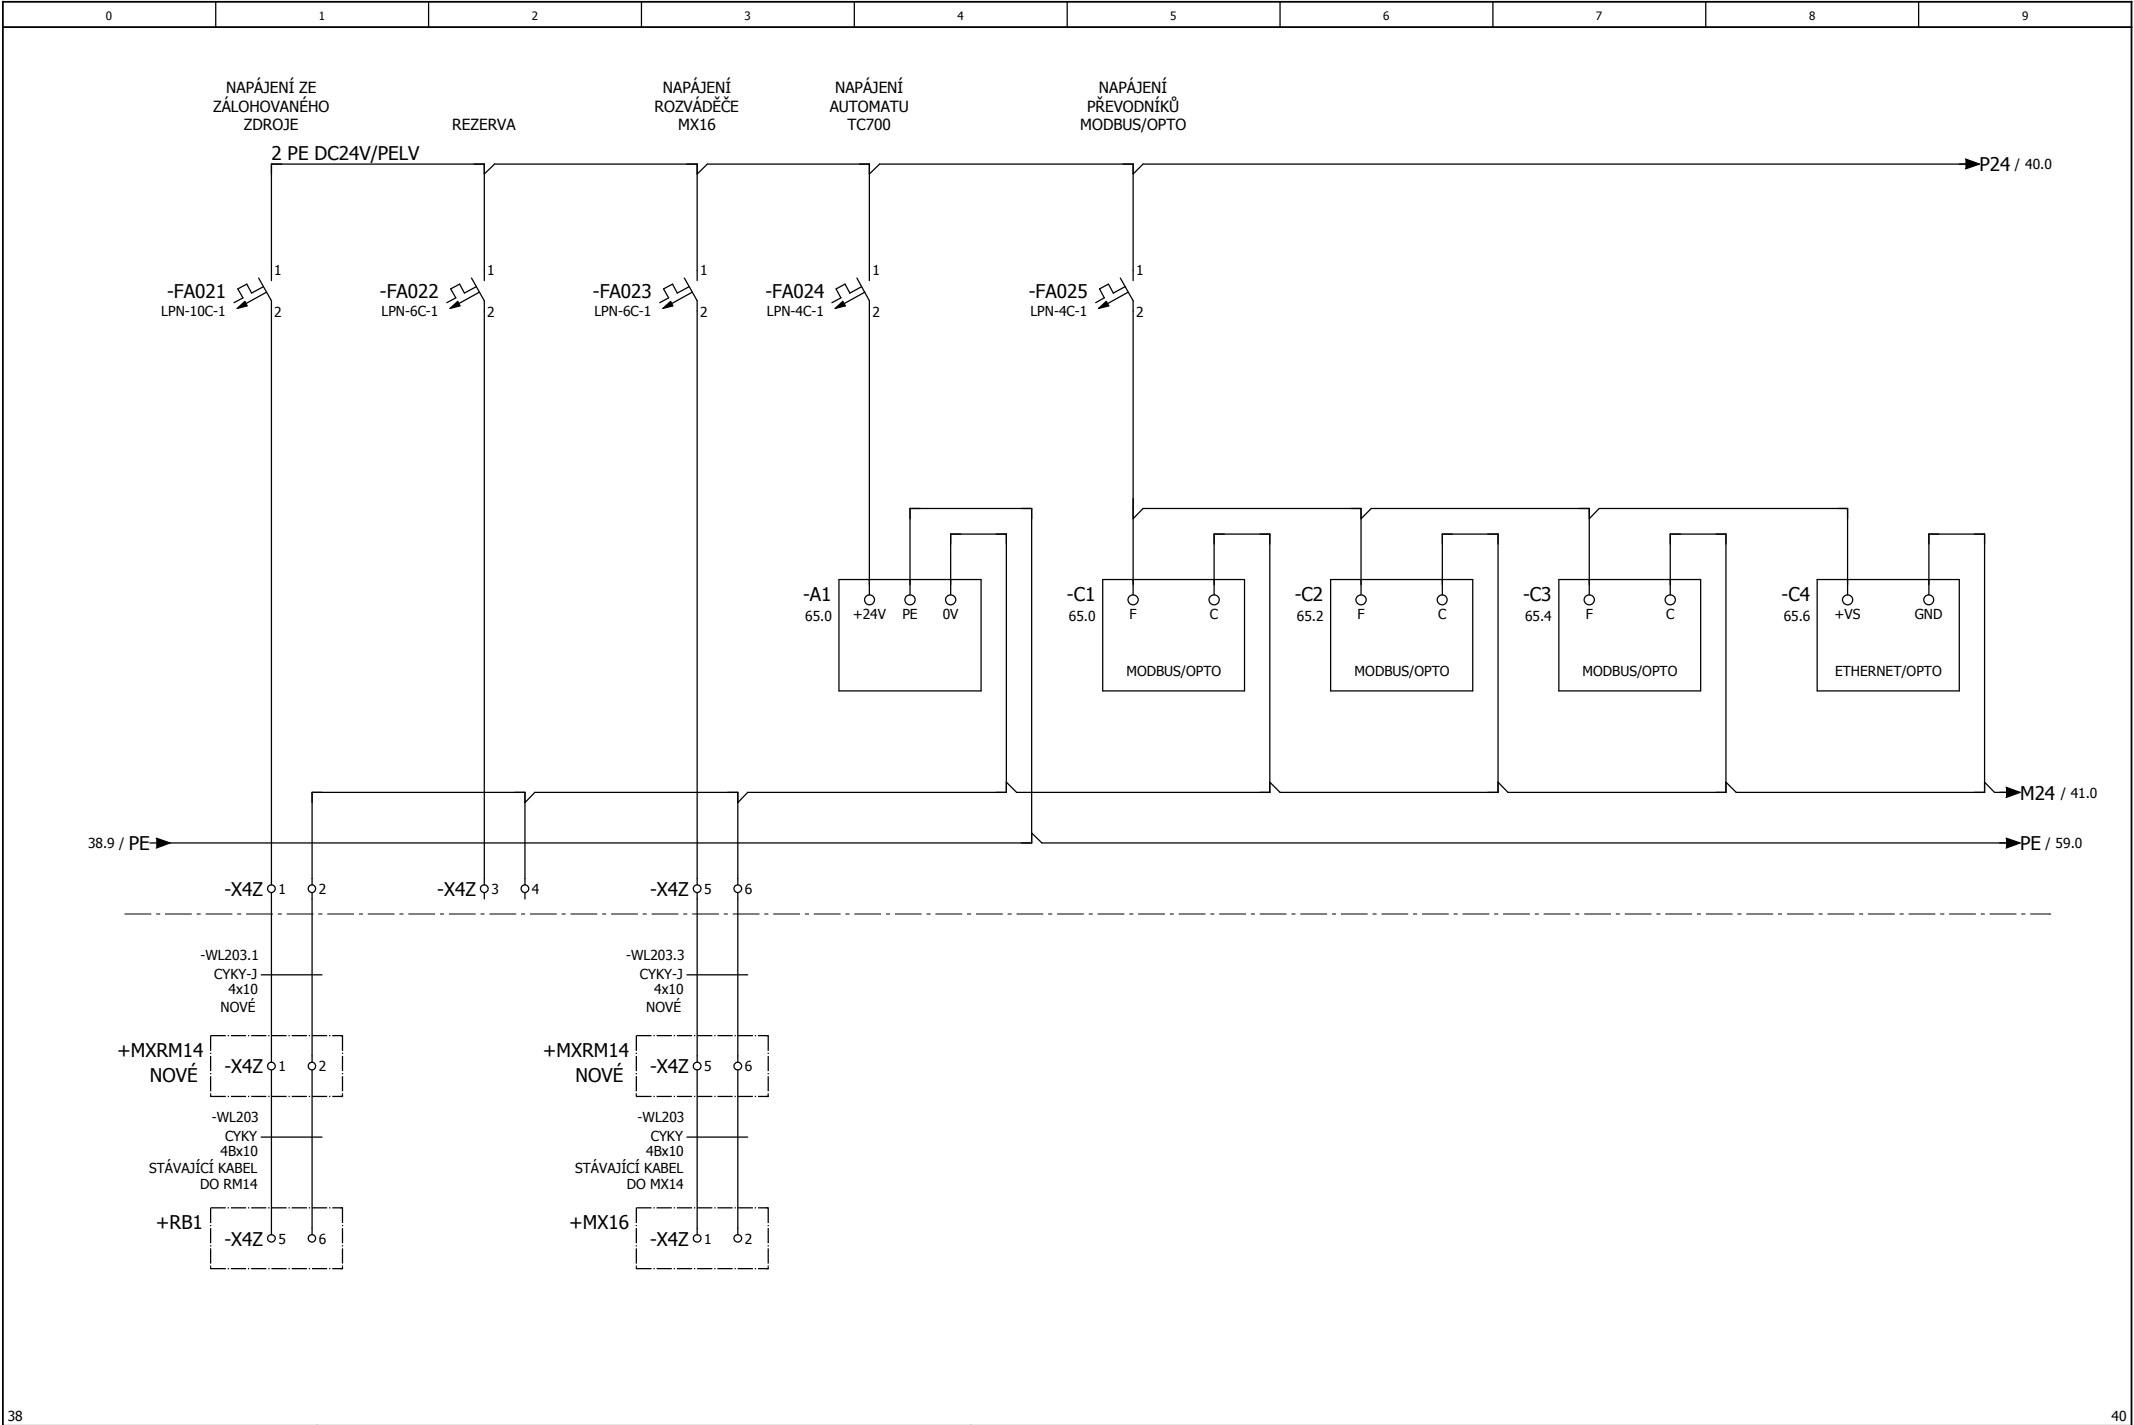 0 1 2 3 4 5 6 7 8 9
NAPÁJENÍ ZE
ZÁLOHOVANÉHO
ZDROJE
REZERVA
NAPÁJENÍ
ROZVÁDĚČE
MX16
NAPÁJENÍ
AUTOMATU
TC700
NAPÁJENÍ
PŘEVODNÍKŮ
MODBUS/OPTO
2 PE DC24V/PELV
P24 / 40.0
-FA021
LPN-10C-1
1
2
-FA022
LPN-6C-1
1
2
-FA023
LPN-6C-1
1
2
-FA024
LPN-4C-1
1
2
-FA025
LPN-4C-1
1
2
-A1
65.0
+24V PE 0V
-C1
65.0
F C
MODBUS/OPTO
-C2
65.2
F C
MODBUS/OPTO
-C3
65.4
F C
MODBUS/OPTO
-C4
65.6
+VS GND
ETHERNET/OPTO
M24 / 41.0
38.9 / PE
PE / 59.0
-X4Z 1 2
-X4Z 3 4
-X4Z 5 6
-WL203.1
CYKY-J
4x10
NOVÉ
-WL203.3
CYKY-J
4x10
NOVÉ
+MXRM14
NOVÉ
-X4Z 1 2
+MXRM14
NOVÉ
-X4Z 5 6
-WL203
CYKY
4Bx10
STÁVAJÍCÍ KABEL
DO RM14
-WL203
CYKY
4Bx10
STÁVAJÍCÍ KABEL
DO MX14
+RB1
-X4Z 5 6
+MX16
-X4Z 1 2
38
40